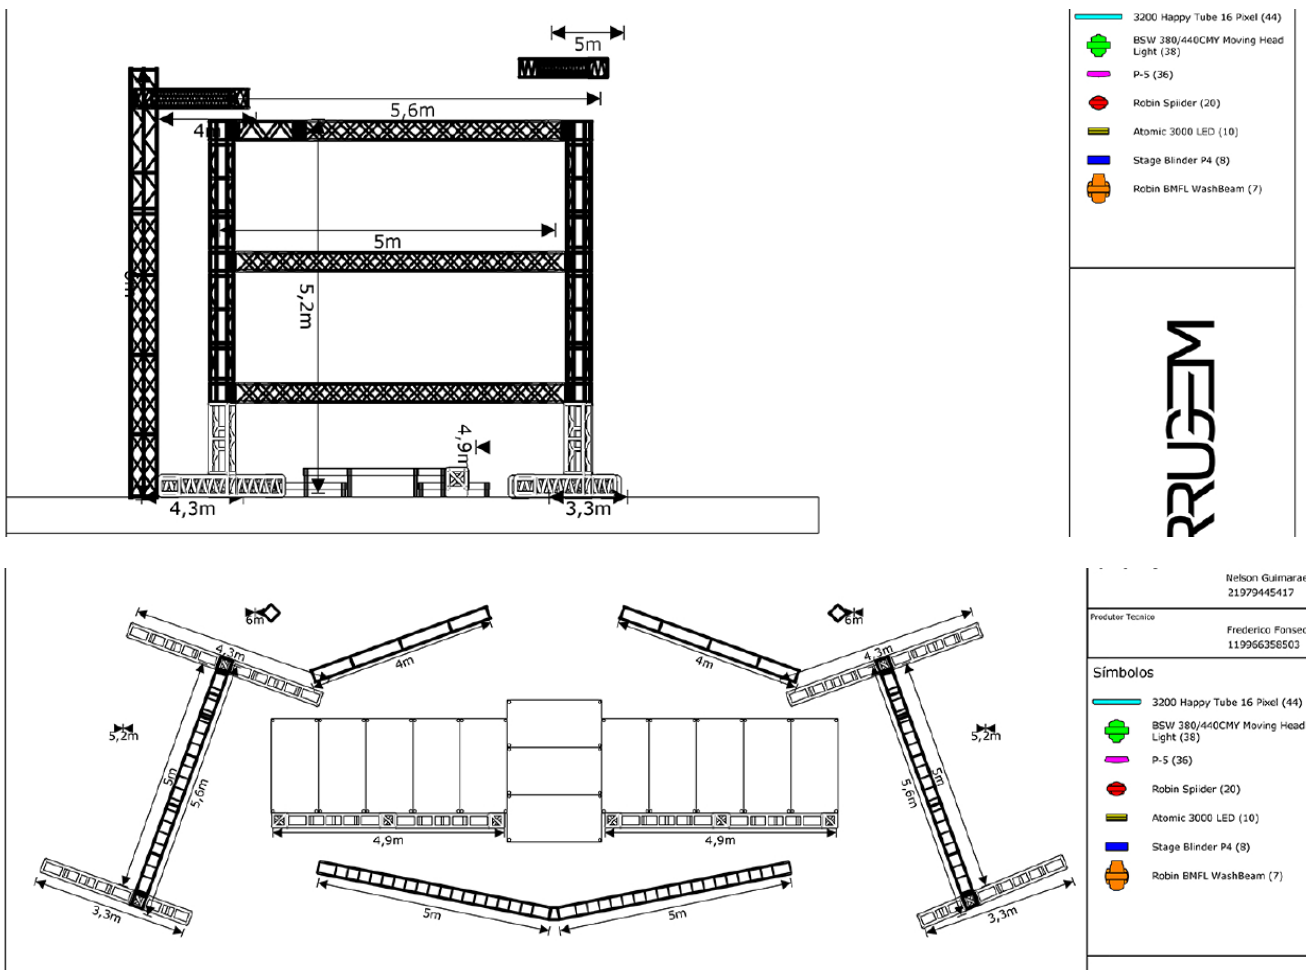 5m
5,6m
4m
5m
5,2m
4,9m
4,3m
3,3m
3200 Happy Tube 16 Pixel (44)
BSW 380/440CMY Moving Head
Light (38)
P-5 (36)
Robin Spiider (20)
Atomic 3000 LED (10)
Stage Blinder P4 (8)
Robin BMFL WashBeam (7)
RRUGEM
6m
4,3m
4m
5,2m
5m
5,6m
3,3m
4,9m
4,9m
5m
5m
6m
4,3m
4m
5,2m
5m
5,6m
3,3m
Nelson Guimarae
21979445417
Produtor Tecnico
Frederico Fonsec
119966358503
Símbolos
3200 Happy Tube 16 Pixel (44)
BSW 380/440CMY Moving Head
Light (38)
P-5 (36)
Robin Spiider (20)
Atomic 3000 LED (10)
Stage Blinder P4 (8)
Robin BMFL WashBeam (7)